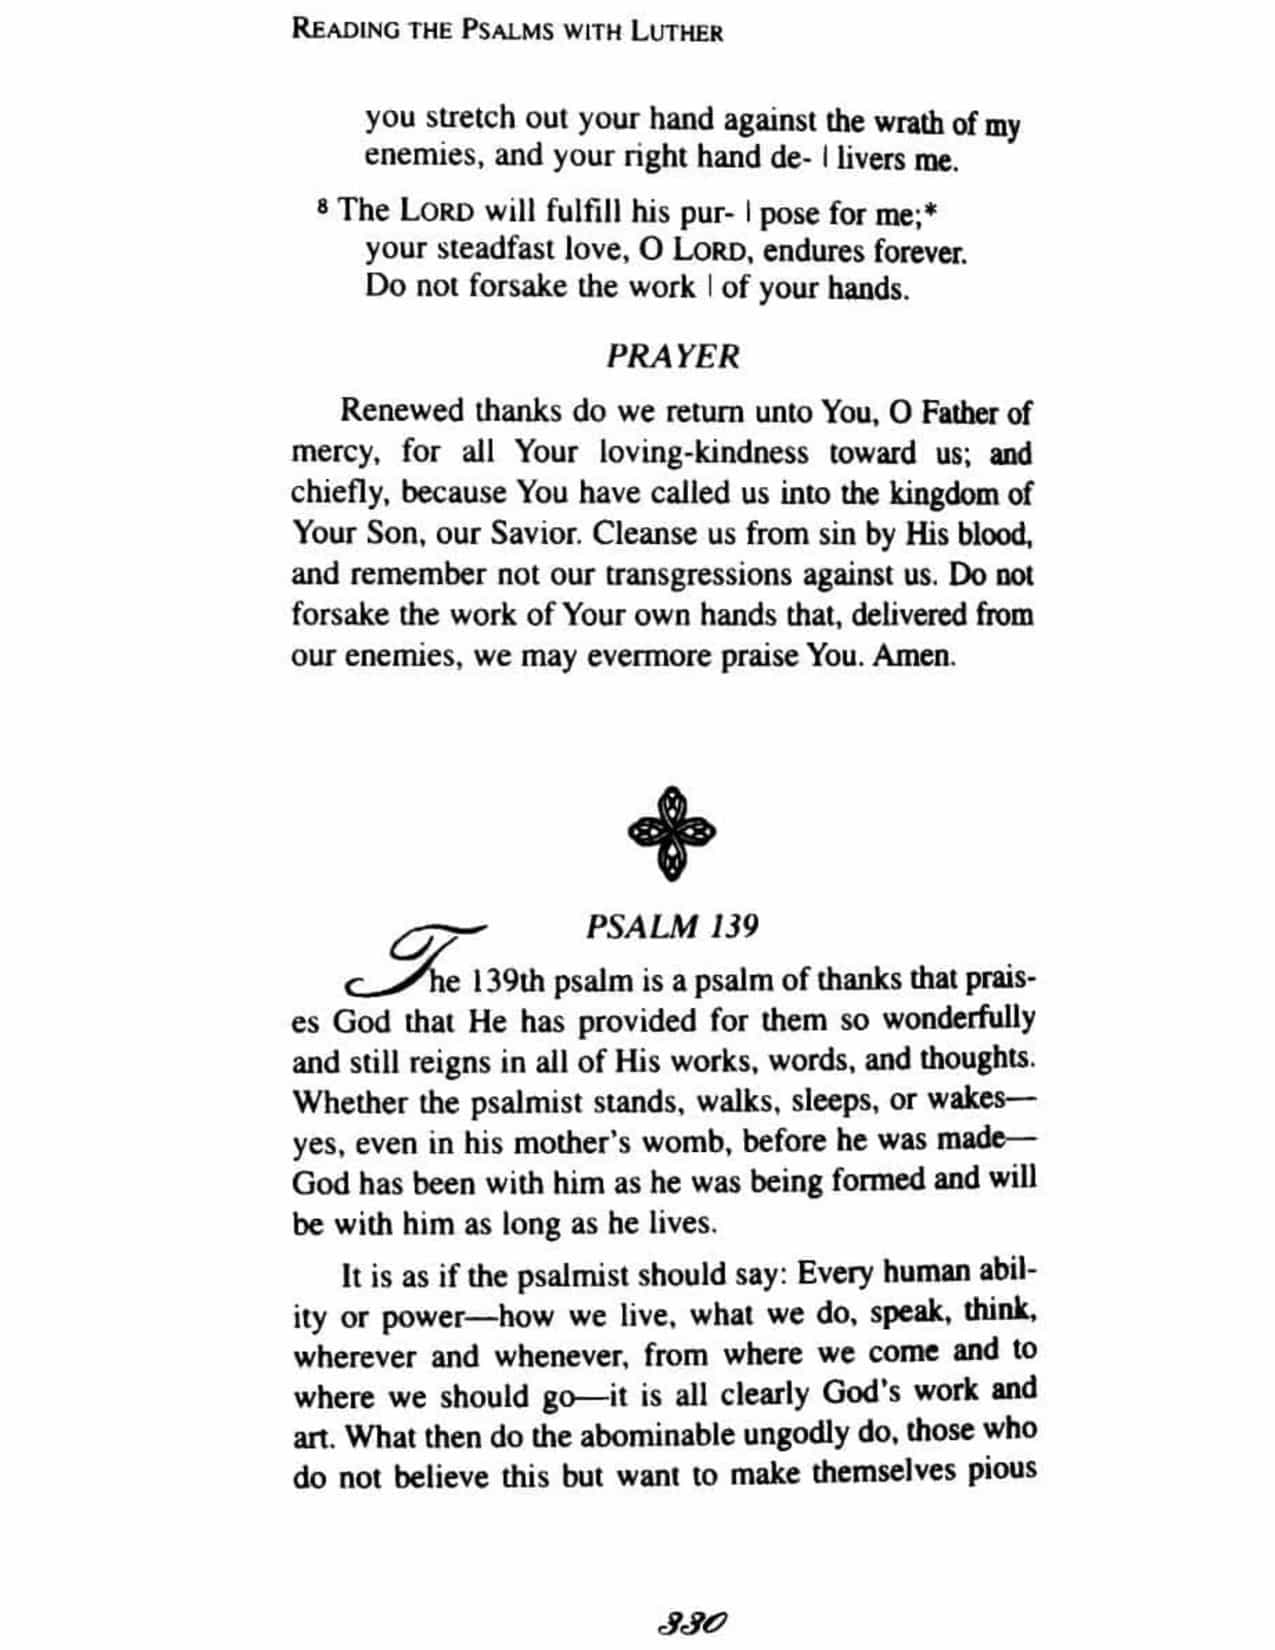 READING THE PSALMS WITH LUTHER
you stretch out your hand against the wrath of my
enemies, and your right hand de- | livers me.
8 The LORD will fulfill his pur- | pose for me;*
your steadfast love, O LORD, endures forever.
Do not forsake the work | of your hands.
PRAYER
Renewed thanks do we return unto You, O Father of
mercy, for all Your loving-kindness toward us; and
chiefly, because You have called us into the kingdom of
Your Son, our Savior. Cleanse us from sin by His blood,
and remember not our transgressions against us. Do not
forsake the work of Your own hands that, delivered from
our enemies, we may evermore praise You. Amen.
PSALM 139
The 139th psalm is a psalm of thanks that prais-
es God that He has provided for them so wonderfully
and still reigns in all of His works, words, and thoughts.
Whether the psalmist stands, walks, sleeps, or wakes—
yes, even in his mother's womb, before he was made—
God has been with him as he was being formed and will
be with him as long as he lives.
It is as if the psalmist should say: Every human abil-
ity or power—how we live, what we do, speak, think,
wherever and whenever, from where we come and to
where we should go—it is all clearly God's work and
art. What then do the abominable ungodly do, those who
do not believe this but want to make themselves pious
330